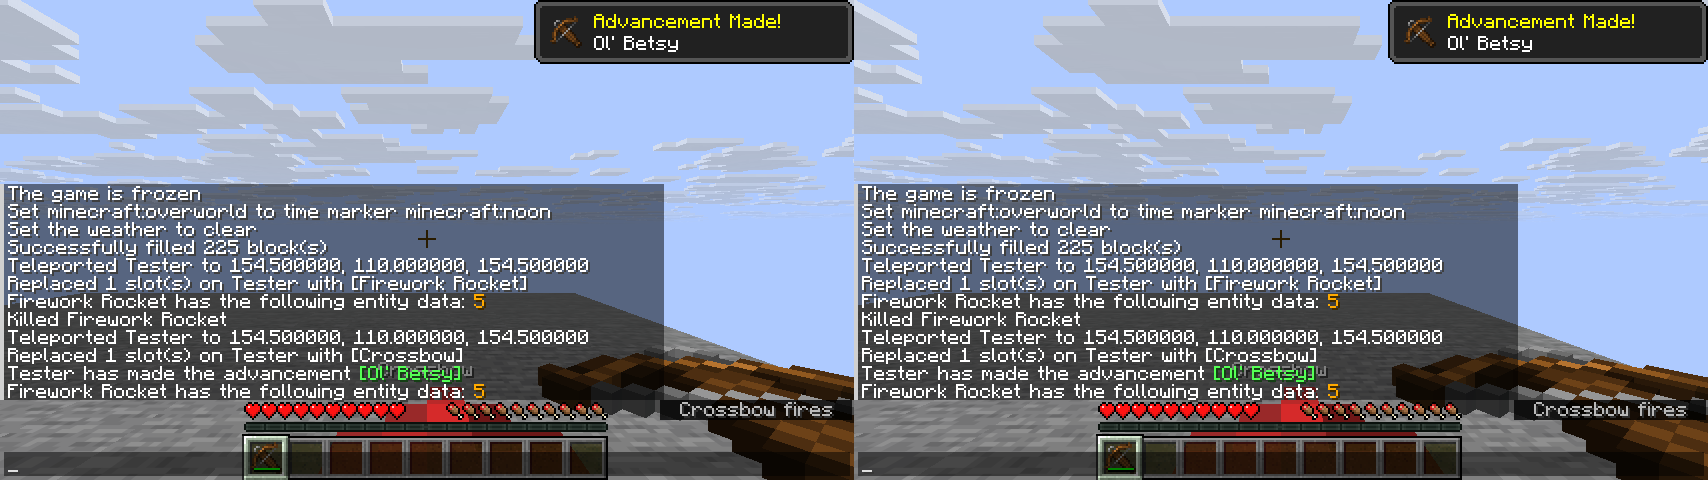 Advancement Made!
Ol' Betsy
The game is frozen
Set minecraft:overworld to time marker minecraft:noon
Set the weather to clear
Successfully filled 225 block(s)
Teleported Tester to 154.500000, 110.000000, 154.500000
Replaced 1 slot(s) on Tester with [Firework Rocket]
Firework Rocket has the following entity data: 5
Killed Firework Rocket
Teleported Tester to 154.500000, 110.000000, 154.500000
Replaced 1 slot(s) on Tester with [Crossbow]
Tester has made the advancement [Ol' Betsy]
Firework Rocket has the following entity data: 5
Crossbow fires
_
Advancement Made!
Ol' Betsy
The game is frozen
Set minecraft:overworld to time marker minecraft:noon
Set the weather to clear
Successfully filled 225 block(s)
Teleported Tester to 154.500000, 110.000000, 154.500000
Replaced 1 slot(s) on Tester with [Firework Rocket]
Firework Rocket has the following entity data: 5
Killed Firework Rocket
Teleported Tester to 154.500000, 110.000000, 154.500000
Replaced 1 slot(s) on Tester with [Crossbow]
Tester has made the advancement [Ol' Betsy]
Firework Rocket has the following entity data: 5
Crossbow fires
_